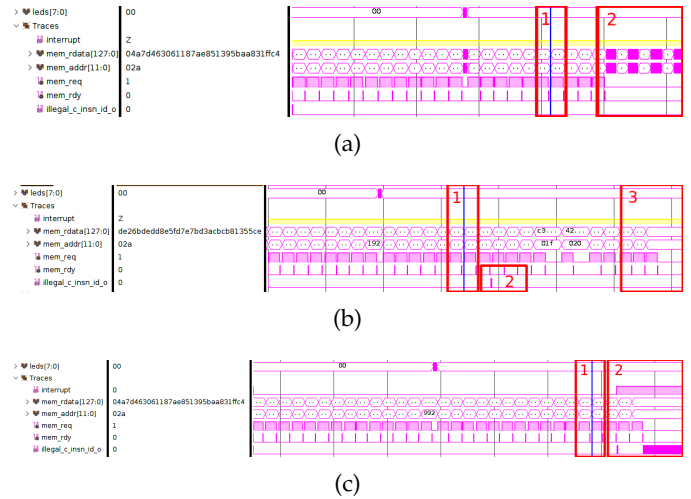 leds[7:0] 00 00 1 2
Traces
interrupt Z
mem_rdata[127:0] 04a7d463061187ae851395baa831ffc4
mem_addr[11:0] 02a
mem_req 1
mem_rdy 0
illegal_c_insn_id_o 0
(a)
leds[7:0] 00 00 1 3
Traces
interrupt Z
mem_rdata[127:0] de26bdedd8e5fd7e7bd3acbcb81355ce c3... 42...
mem_addr[11:0] 02a 192 01f 020
mem_req 1
mem_rdy 0
illegal_c_insn_id_o 0 2
(b)
leds[7:0] 00 00 1 2
Traces
interrupt 0
mem_rdata[127:0] 04a7d463061187ae851395baa831ffc4
mem_addr[11:0] 02a 992
mem_req 1
mem_rdy 0
illegal_c_insn_id_o 0
(c)